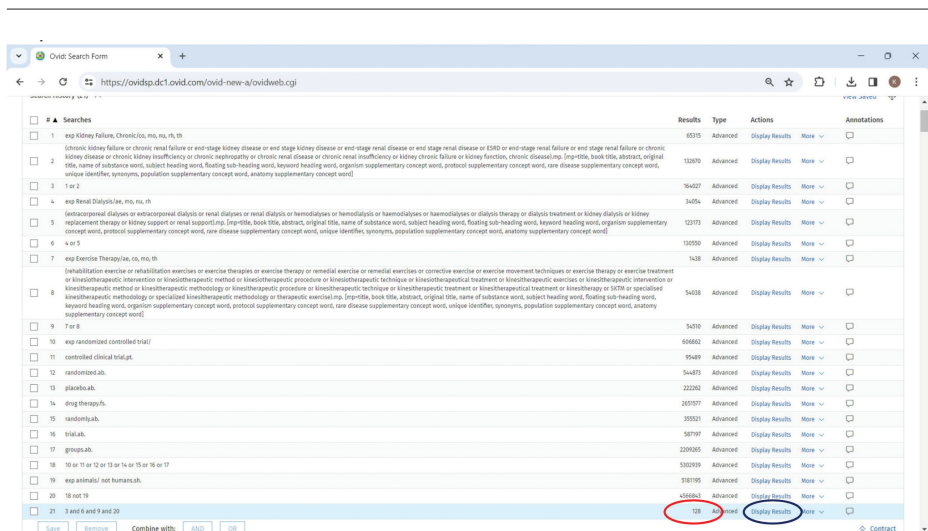 Ovid: Search Form
https://ovidsp.dc1.ovid.com/ovid-new-a/ovidweb.cgi
K
View Saved
# ▲ Searches Results Type Actions Annotations
1 exp Kidney Failure, Chronic/co, mo, nu, rh, th 65315 Advanced Display Results More
(chronic kidney failure or chronic renal failure or end-stage kidney disease or end stage kidney disease or end-stage renal disease or end stage renal disease or ESRD or end-stage renal failure or end stage renal failure or chronic
kidney disease or chronic kidney insufficiency or chronic nephropathy or chronic renal disease or chronic renal insufficiency or kidney chronic failure or kidney function, chronic disease).mp. [mp=title, book title, abstract, original
2 title, name of substance word, subject heading word, floating sub-heading word, keyword heading word, organism supplementary concept word, protocol supplementary concept word, rare disease supplementary concept word, 132670 Advanced Display Results More
unique identifier, synonyms, population supplementary concept word, anatomy supplementary concept word]
3 1 or 2 164027 Advanced Display Results More
4 exp Renal Dialysis/ae, mo, nu, rh 34054 Advanced Display Results More
(extracorporeal dialyses or extracorporeal dialysis or renal dialyses or renal dialysis or hemodialyses or hemodialysis or haemodialyses or haemodialysis or dialysis therapy or dialysis treatment or kidney dialysis or kidney
5 replacement therapy or kidney support or renal support).mp. [mp=title, book title, abstract, original title, name of substance word, subject heading word, floating sub-heading word, keyword heading word, organism supplementary 123173 Advanced Display Results More
concept word, protocol supplementary concept word, rare disease supplementary concept word, unique identifier, synonyms, population supplementary concept word, anatomy supplementary concept word]
6 4 or 5 130550 Advanced Display Results More
7 exp Exercise Therapy/ae, co, mo, th 1438 Advanced Display Results More
(rehabilitation exercise or rehabilitation exercises or exercise therapies or exercise therapy or remedial exercise or remedial exercises or corrective exercise or exercise movement techniques or exercise therapy or exercise treatment
or kinesiotherapeutic intervention or kinesiotherapeutic method or kinesiotherapeutic procedure or kinesiotherapeutic technique or kinesiotherapeutical treatment or kinesitherapeutic exercises or kinesitherapeutic intervention or
kinesitherapeutic method or kinesitherapeutic methodology or kinesitherapeutic procedure or kinesitherapeutic technique or kinesitherapeutic treatment or kinesitherapeutical treatment or kinesitherapy or SKTM or specialised
8 kinesitherapeutic methodology or specialized kinesitherapeutic methodology or therapeutic exercise).mp. [mp=title, book title, abstract, original title, name of substance word, subject heading word, floating sub-heading word, 54038 Advanced Display Results More
keyword heading word, organism supplementary concept word, protocol supplementary concept word, rare disease supplementary concept word, unique identifier, synonyms, population supplementary concept word, anatomy
supplementary concept word]
9 7 or 8 54510 Advanced Display Results More
10 exp randomized controlled trial/ 606862 Advanced Display Results More
11 controlled clinical trial.pt. 95489 Advanced Display Results More
12 randomized.ab. 544873 Advanced Display Results More
13 placebo.ab. 222262 Advanced Display Results More
14 drug therapy.fs. 2651577 Advanced Display Results More
15 randomly.ab. 355521 Advanced Display Results More
16 trial.ab. 587197 Advanced Display Results More
17 groups.ab. 2209265 Advanced Display Results More
18 10 or 11 or 12 or 13 or 14 or 15 or 16 or 17 5302939 Advanced Display Results More
19 exp animals/ not humans.sh. 5181195 Advanced Display Results More
20 18 not 19 4566843 Advanced Display Results More
21 3 and 6 and 9 and 20 128 Advanced Display Results More
Save Remove Combine with: AND OR Contract